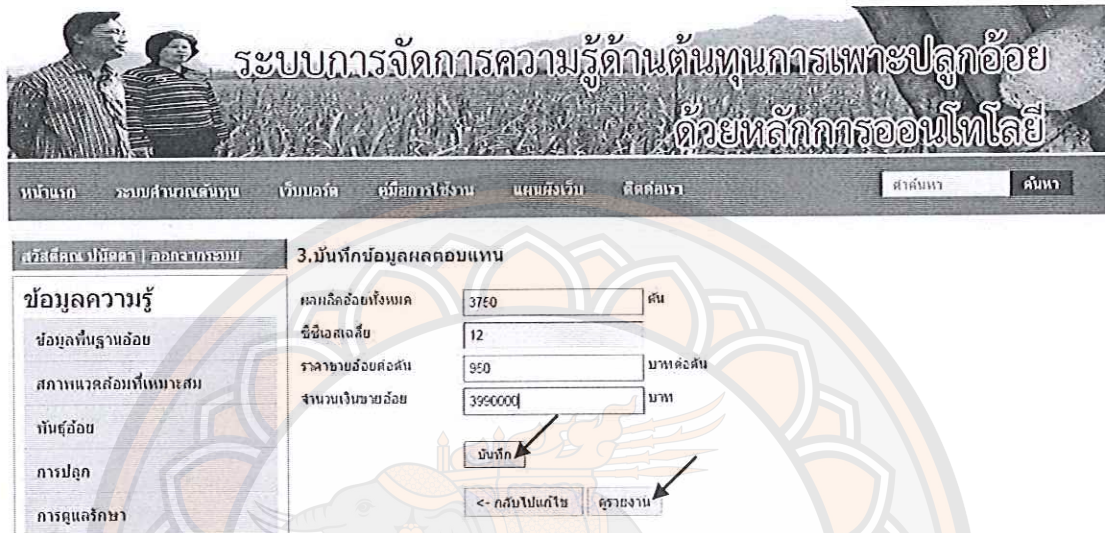 ระบบการจัดการความรู้ด้านต้นทุนการเพาะปลูกอ้อย
ด้วยหลักการออนโทโลยี
หน้าแรก ระบบคำนวณต้นทุน เว็บบอร์ด คู่มือการใช้งาน แผนผังเว็บ ติดต่อเรา คำค้นหา ค้นหา
สวัสดีคุณ ปนัดดา | ออกจากระบบ
3.บันทึกข้อมูลผลตอบแทน
ข้อมูลความรู้
ข้อมูลพื้นฐานอ้อย
สภาพแวดล้อมที่เหมาะสม
พันธุ์อ้อย
การปลูก
การดูแลรักษา
ผลผลิตอ้อยทั้งหมด 3750 ตัน
ซีซีเอสเฉลี่ย 12
ราคาขายอ้อยต่อตัน 950 บาทต่อตัน
จำนวนเงินขายอ้อย 3990000 บาท
บันทึก
<- กลับไปแก้ไข ดูรายงาน